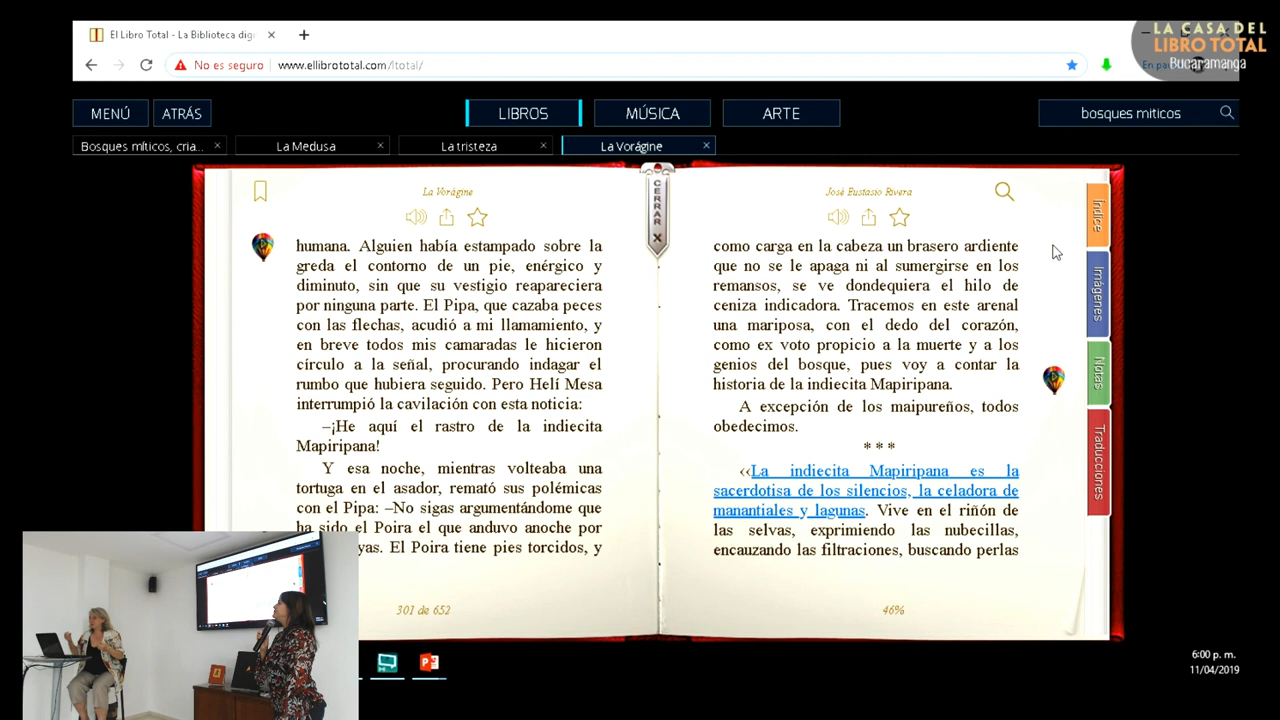 El Libro Total - La Biblioteca dig
LA CASA DEL
LIBRO TOTAL
Bucaramanga
No es seguro
www.ellibrototal.com/ltotal/
MENÚ
ATRÁS
LIBROS
MÚSICA
ARTE
bosques miticos
Bosques míticos, cria...
La Medusa
La tristeza
La Vorágine
La Vorágine
humana. Alguien había estampado sobre la
greda el contorno de un pie, enérgico y
diminuto, sin que su vestigio reapareciera
por ninguna parte. El Pipa, que cazaba peces
con las flechas, acudió a mi llamamiento, y
en breve todos mis camaradas le hicieron
círculo a la señal, procurando indagar el
rumbo que hubiera seguido. Pero Helí Mesa
interrumpió la cavilación con esta noticia:
–¡He aquí el rastro de la indiecita
Mapiripana!
Y esa noche, mientras volteaba una
tortuga en el asador, remató sus polémicas
con el Pipa: –No sigas argumentándome que
ha sido el Poira el que anduvo anoche por
yas. El Poira tiene pies torcidos, y
301 de 652
CERRAR X
José Eustasio Rivera
como carga en la cabeza un brasero ardiente
que no se le apaga ni al sumergirse en los
remansos, se ve dondequiera el hilo de
ceniza indicadora. Tracemos en este arenal
una mariposa, con el dedo del corazón,
como ex voto propicio a la muerte y a los
genios del bosque, pues voy a contar la
historia de la indiecita Mapiripana.
A excepción de los maipureños, todos
obedecimos.
* * *
‹‹La indiecita Mapiripana es la
sacerdotisa de los silencios, la celadora de
manantiales y lagunas. Vive en el riñón de
las selvas, exprimiendo las nubecillas,
encauzando las filtraciones, buscando perlas
46%
Índice
Imágenes
Notas
Traducciones
6:00 p. m.
11/04/2019